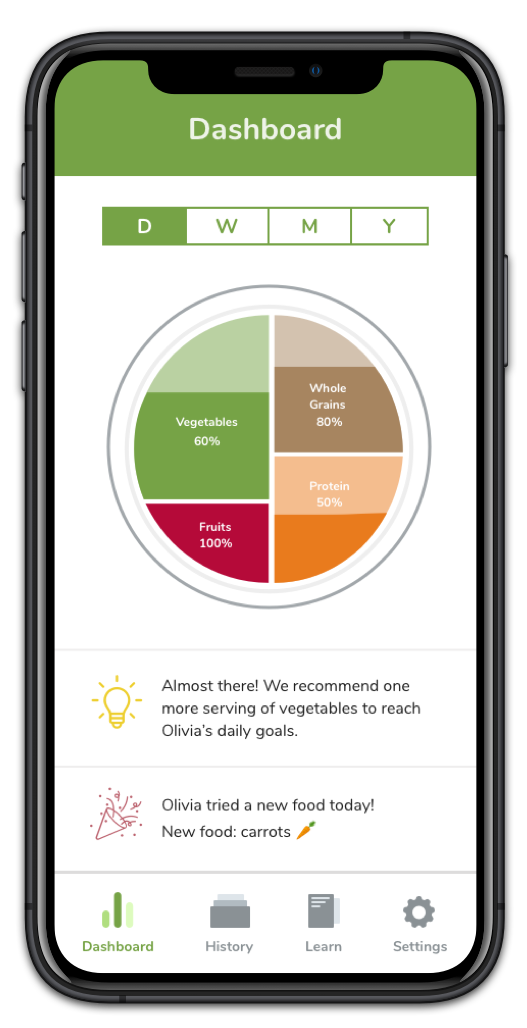 Dashboard
D W M Y
Vegetables
60%
Whole
Grains
80%
Protein
50%
Fruits
100%
Almost there! We recommend one
more serving of vegetables to reach
Olivia's daily goals.
Olivia tried a new food today!
New food: carrots 🥕
Dashboard History Learn Settings